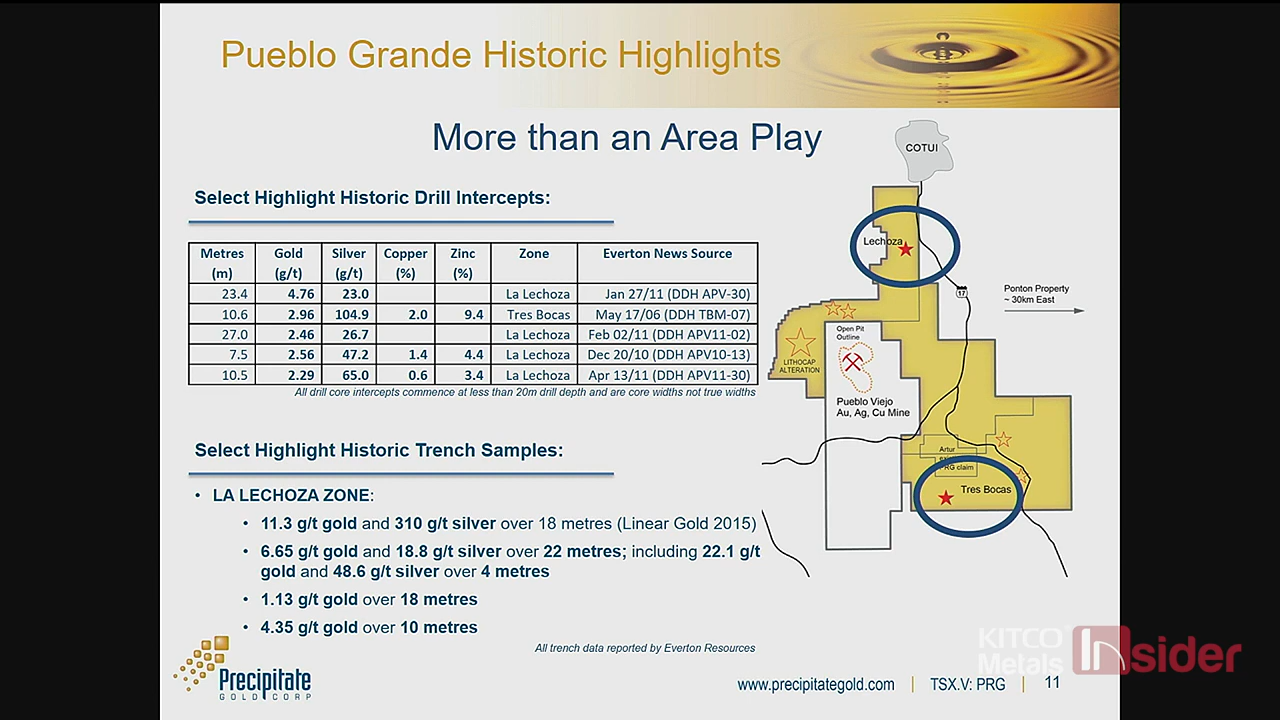 Pueblo Grande Historic Highlights
More than an Area Play
Select Highlight Historic Drill Intercepts:
Metres (m) Gold (g/t) Silver (g/t) Copper (%) Zinc (%) Zone Everton News Source
23.4 4.76 23.0 La Lechoza Jan 27/11 (DDH APV-30)
10.6 2.96 104.9 2.0 9.4 Tres Bocas May 17/06 (DDH TBM-07)
27.0 2.46 26.7 La Lechoza Feb 02/11 (DDH APV11-02)
7.5 2.56 47.2 1.4 4.4 La Lechoza Dec 20/10 (DDH APV10-13)
10.5 2.29 65.0 0.6 3.4 La Lechoza Apr 13/11 (DDH APV11-30)
All drill core intercepts commence at less than 20m drill depth and are core widths not true widths
Select Highlight Historic Trench Samples:
• LA LECHOZA ZONE:
• 11.3 g/t gold and 310 g/t silver over 18 metres (Linear Gold 2015)
• 6.65 g/t gold and 18.8 g/t silver over 22 metres; including 22.1 g/t
gold and 48.6 g/t silver over 4 metres
• 1.13 g/t gold over 18 metres
• 4.35 g/t gold over 10 metres
All trench data reported by Everton Resources
COTUI
Lechoza
17
Ponton Property
~ 30km East
Open Pit
Outline
LITHOCAP
ALTERATION
Pueblo Viejo
Au, Ag, Cu Mine
Artur
PRG claim
Tres Bocas
Precipitate
GOLD CORP
www.precipitategold.com | TSX.V: PRG | 11
KITCO
Metals
Insider